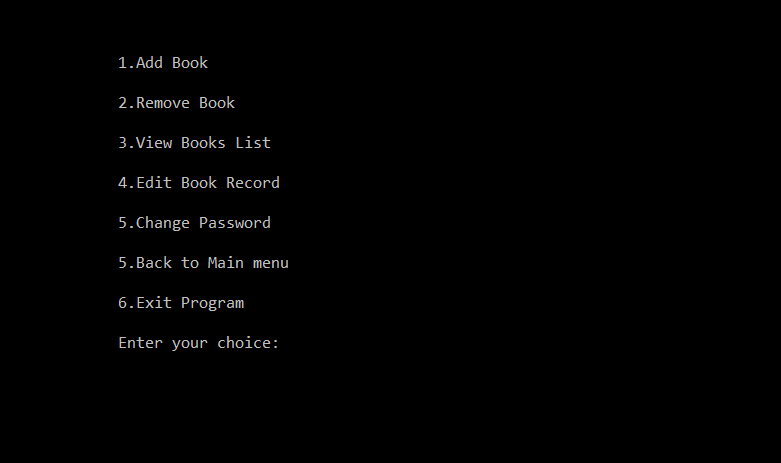 1.Add Book
2.Remove Book
3.View Books List
4.Edit Book Record
5.Change Password
5.Back to Main menu
6.Exit Program
Enter your choice: